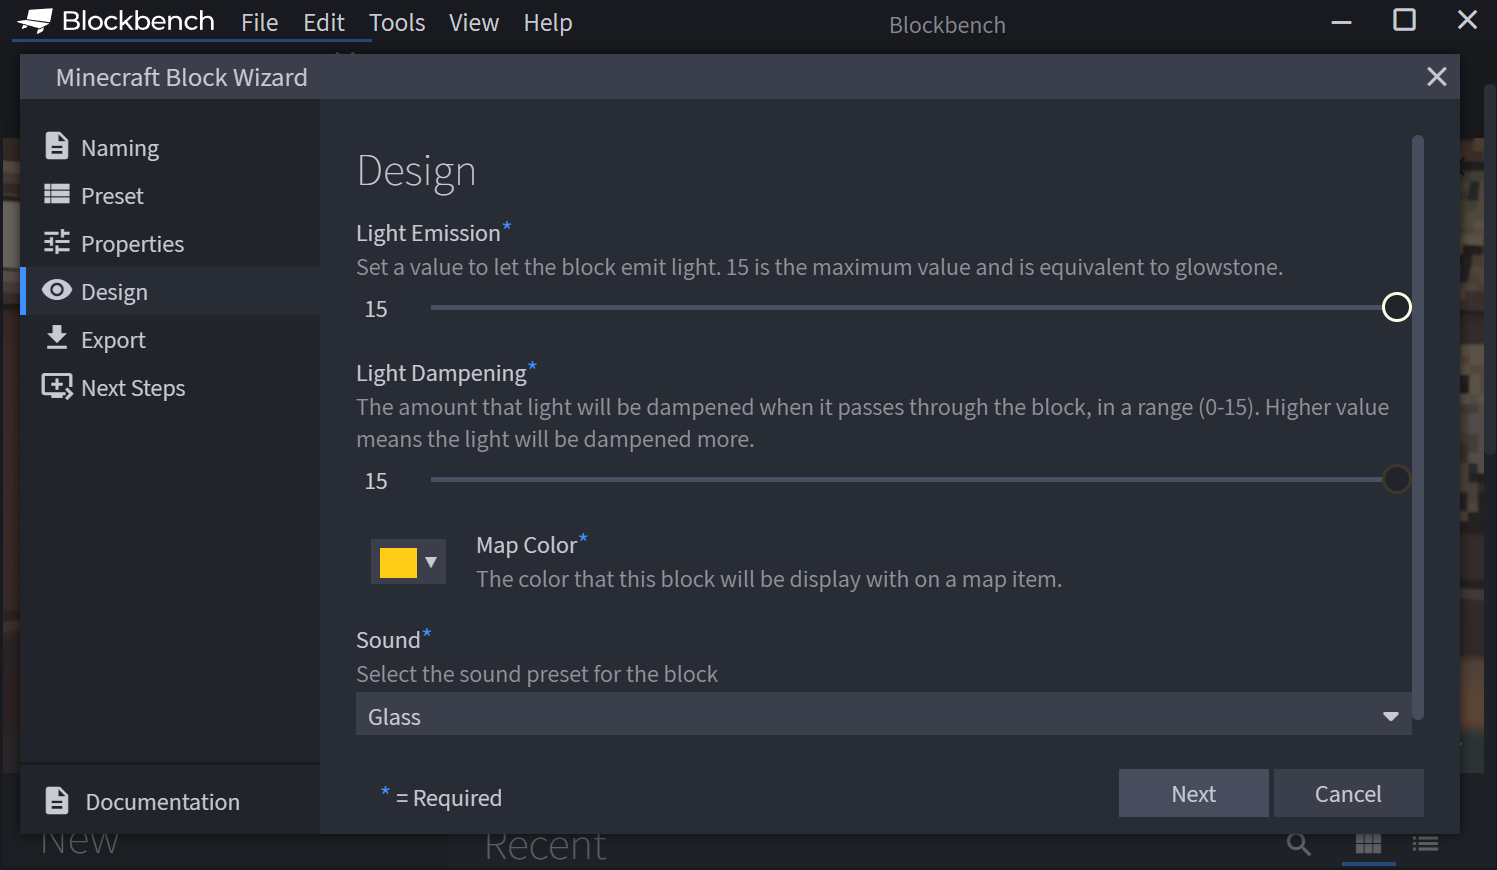 Blockbench File Edit Tools View Help Blockbench
Minecraft Block Wizard
Naming
Preset
Properties
Design
Export
Next Steps
Documentation
Design
Light Emission*
Set a value to let the block emit light. 15 is the maximum value and is equivalent to glowstone.
15
Light Dampening*
The amount that light will be dampened when it passes through the block, in a range (0-15). Higher value
means the light will be dampened more.
15
Map Color*
The color that this block will be display with on a map item.
Sound*
Select the sound preset for the block
Glass
* = Required
Next Cancel
New Recent